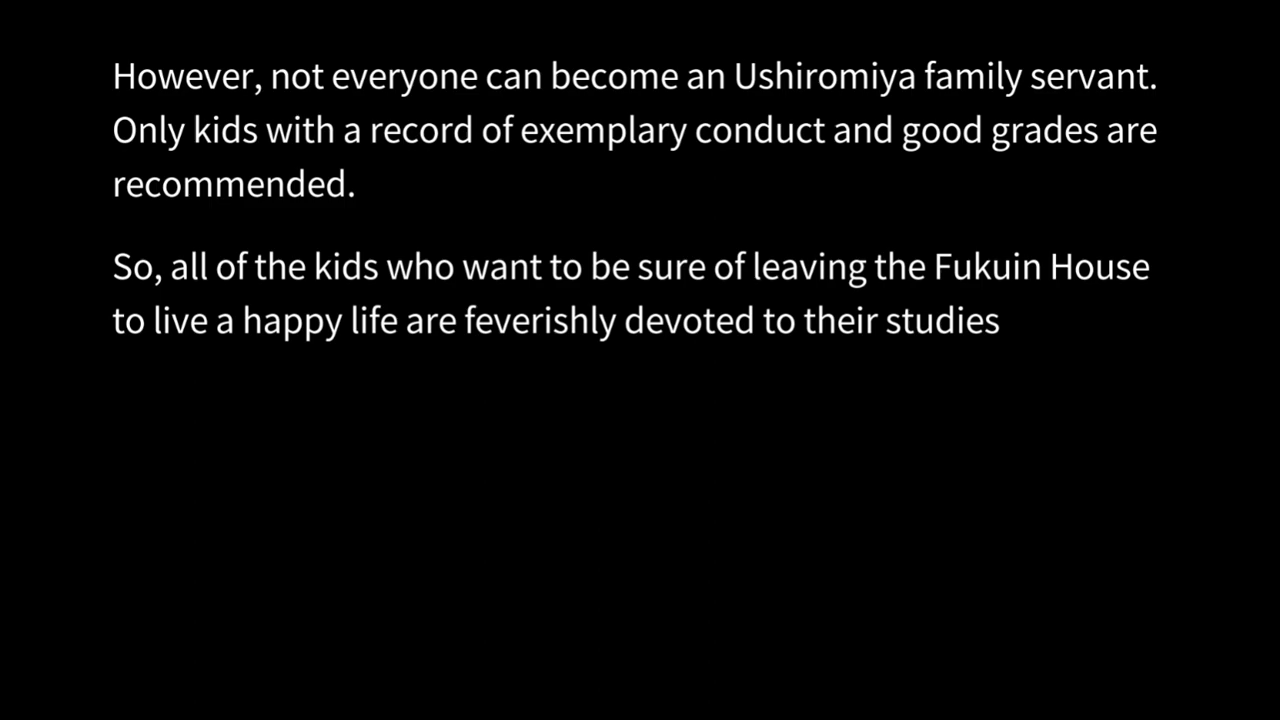 However, not everyone can become an Ushiromiya family servant.
Only kids with a record of exemplary conduct and good grades are
recommended.
So, all of the kids who want to be sure of leaving the Fukuin House
to live a happy life are feverishly devoted to their studies